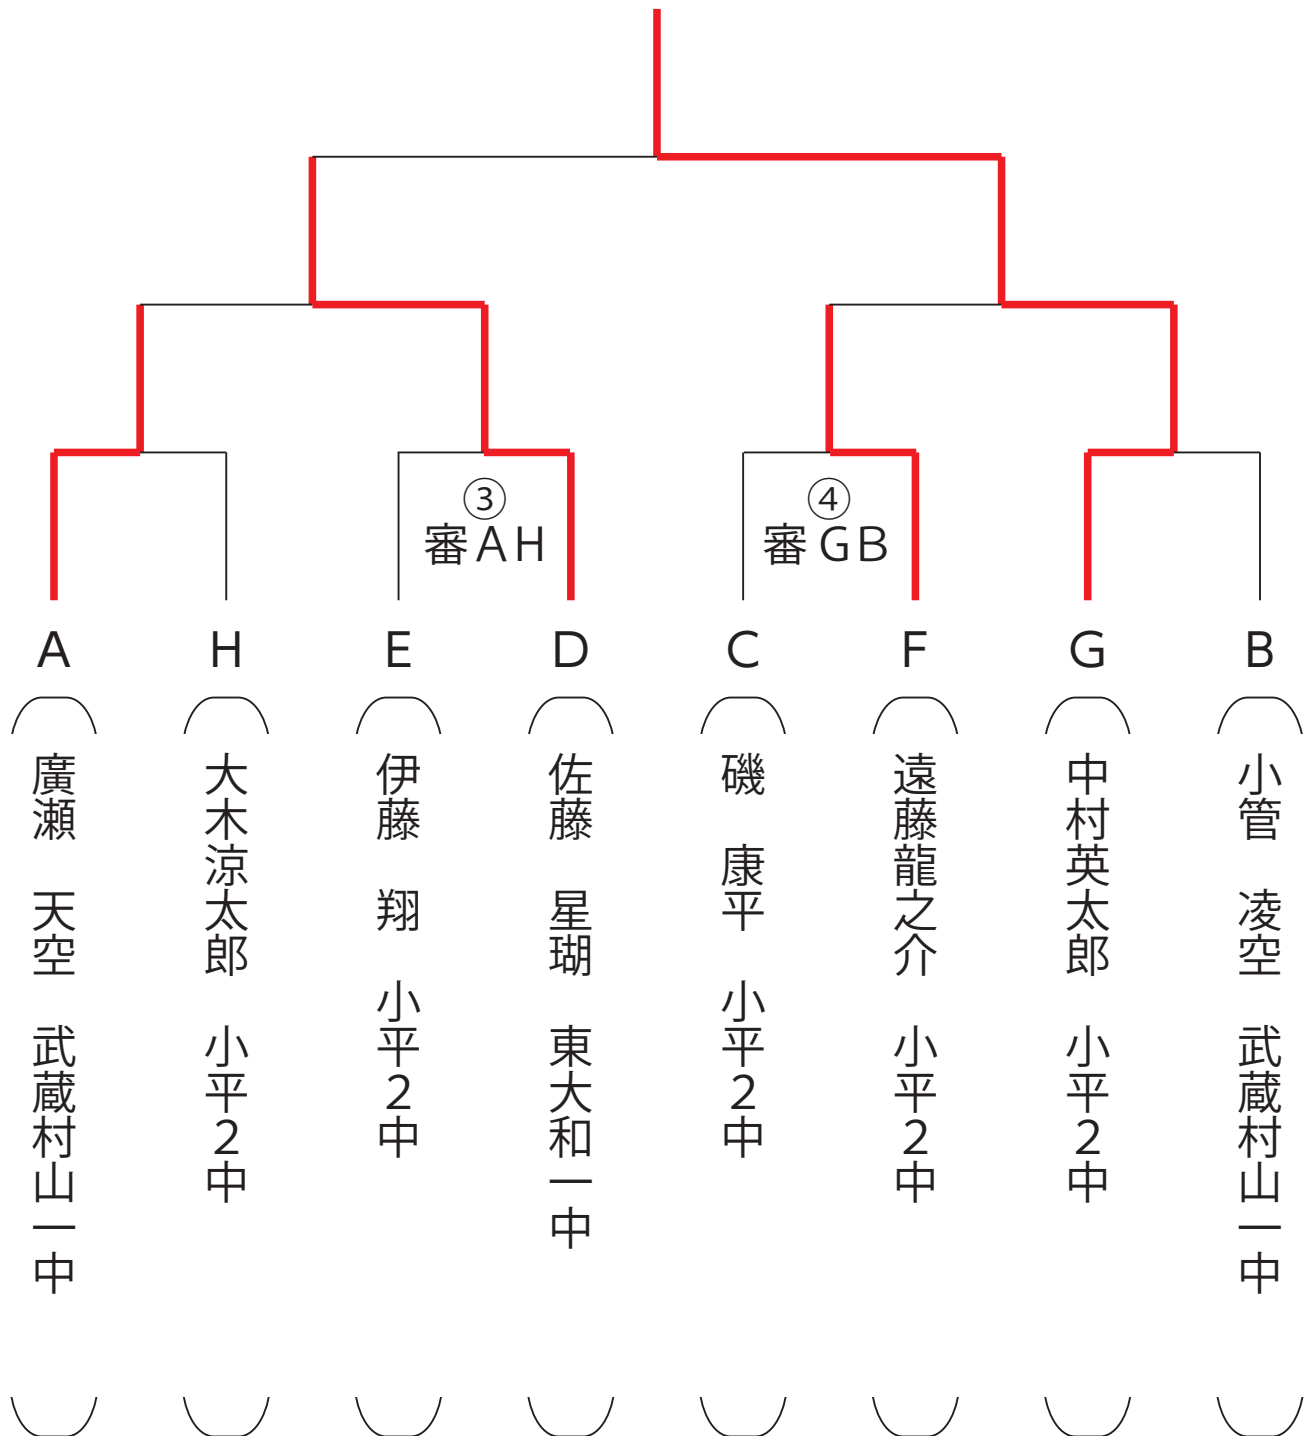 ③ ④
審AH 審GB
A H E D C F G B
廣瀬 天空 武蔵村山一中
大木涼太郎 小平2中
伊藤 翔 小平2中
佐藤 星瑚 東大和一中
磯 康平 小平2中
遠藤龍之介 小平2中
中村英太郎 小平2中
小管 凌空 武蔵村山一中